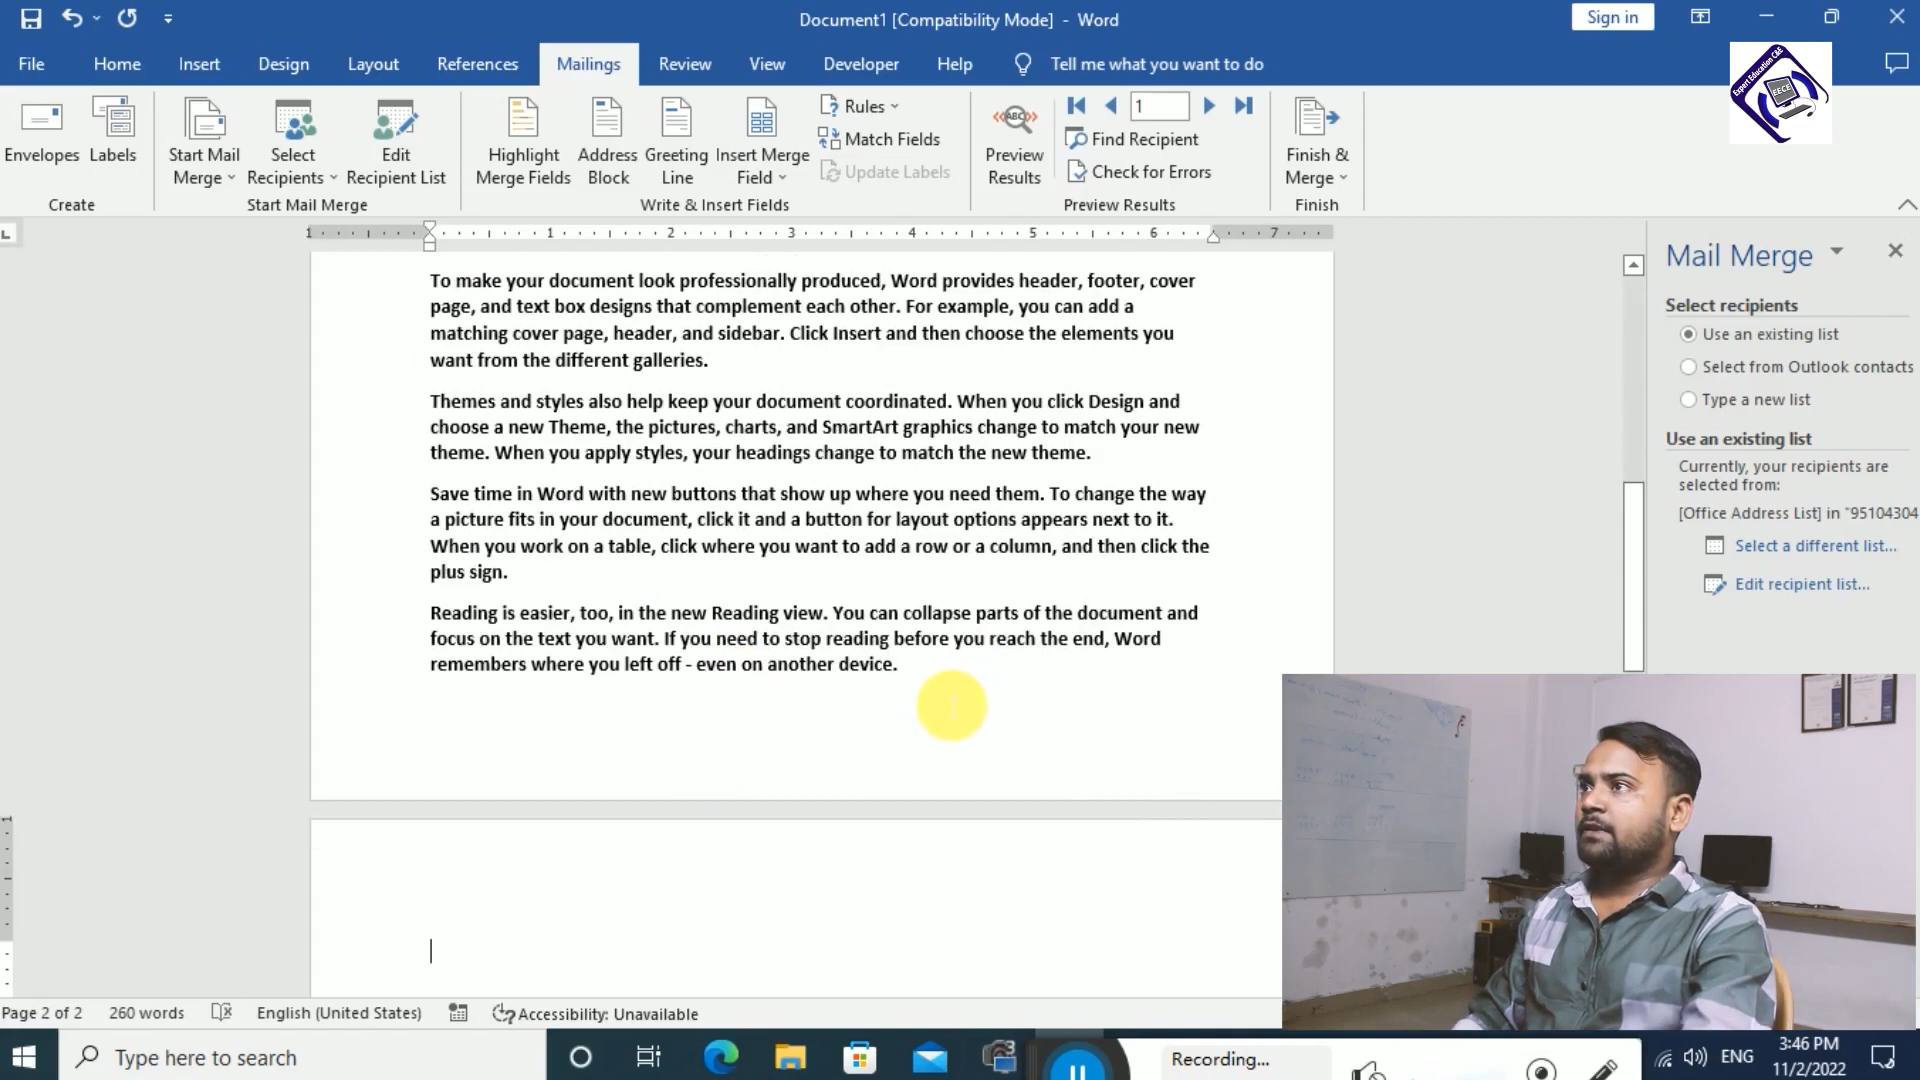 Document1 [Compatibility Mode] - Word
Sign in
File Home Insert Design Layout References Mailings Review View Developer Help Tell me what you want to do
Expert Education C&E
EECE
Envelopes
Labels
Create
Start Mail
Merge
Select
Recipients
Edit
Recipient List
Start Mail Merge
Highlight
Merge Fields
Address
Block
Greeting
Line
Insert Merge
Field
Rules
Match Fields
Update Labels
Write & Insert Fields
ABC
Preview
Results
1
Find Recipient
Check for Errors
Preview Results
Finish &
Merge
Finish
1 1 2 3 4 5 6 7
To make your document look professionally produced, Word provides header, footer, cover
page, and text box designs that complement each other. For example, you can add a
matching cover page, header, and sidebar. Click Insert and then choose the elements you
want from the different galleries.
Themes and styles also help keep your document coordinated. When you click Design and
choose a new Theme, the pictures, charts, and SmartArt graphics change to match your new
theme. When you apply styles, your headings change to match the new theme.
Save time in Word with new buttons that show up where you need them. To change the way
a picture fits in your document, click it and a button for layout options appears next to it.
When you work on a table, click where you want to add a row or a column, and then click the
plus sign.
Reading is easier, too, in the new Reading view. You can collapse parts of the document and
focus on the text you want. If you need to stop reading before you reach the end, Word
remembers where you left off - even on another device.
Mail Merge
Select recipients
Use an existing list
Select from Outlook contacts
Type a new list
Use an existing list
Currently, your recipients are
selected from:
[Office Address List] in "95104304
Select a different list...
Edit recipient list...
Page 2 of 2 260 words English (United States) Accessibility: Unavailable
Type here to search
Recording...
ENG
3:46 PM
11/2/2022